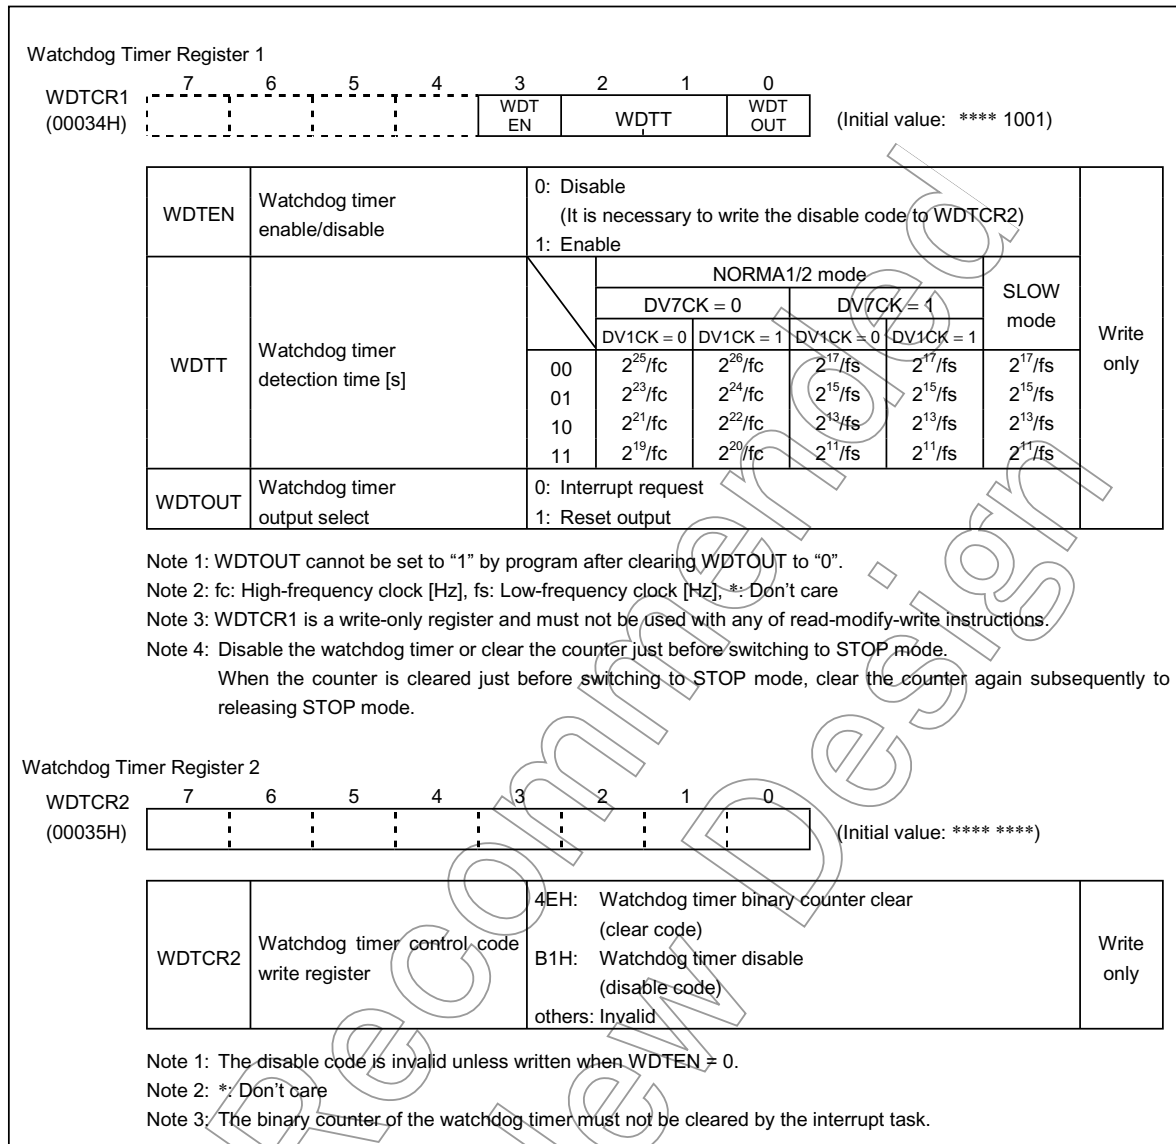 Watchdog Timer Register 1
7 6 5 4 3 2 1 0
WDTCR1
(00034H)
WDT EN WDTT WDT OUT (Initial value: **** 1001)
WDTEN Watchdog timer enable/disable
0: Disable
(It is necessary to write the disable code to WDTCR2)
1: Enable
Write only
WDTT Watchdog timer detection time [s]
NORMA1/2 mode SLOW mode
DV7CK = 0 DV7CK = 1
DV1CK = 0 DV1CK = 1 DV1CK = 0 DV1CK = 1
00 2^25/fc 2^26/fc 2^17/fs 2^17/fs 2^17/fs
01 2^23/fc 2^24/fc 2^15/fs 2^15/fs 2^15/fs
10 2^21/fc 2^22/fc 2^13/fs 2^13/fs 2^13/fs
11 2^19/fc 2^20/fc 2^11/fs 2^11/fs 2^11/fs
WDTOUT Watchdog timer output select
0: Interrupt request
1: Reset output
Note 1: WDTOUT cannot be set to “1” by program after clearing WDTOUT to “0”.
Note 2: fc: High-frequency clock [Hz], fs: Low-frequency clock [Hz], *: Don’t care
Note 3: WDTCR1 is a write-only register and must not be used with any of read-modify-write instructions.
Note 4: Disable the watchdog timer or clear the counter just before switching to STOP mode.
When the counter is cleared just before switching to STOP mode, clear the counter again subsequently to
releasing STOP mode.
Watchdog Timer Register 2
WDTCR2 7 6 5 4 3 2 1 0
(00035H) (Initial value: **** ****)
WDTCR2 Watchdog timer control code write register
4EH: Watchdog timer binary counter clear
(clear code)
B1H: Watchdog timer disable
(disable code)
others: Invalid
Write only
Note 1: The disable code is invalid unless written when WDTEN = 0.
Note 2: *: Don’t care
Note 3: The binary counter of the watchdog timer must not be cleared by the interrupt task.
Recommended
Design